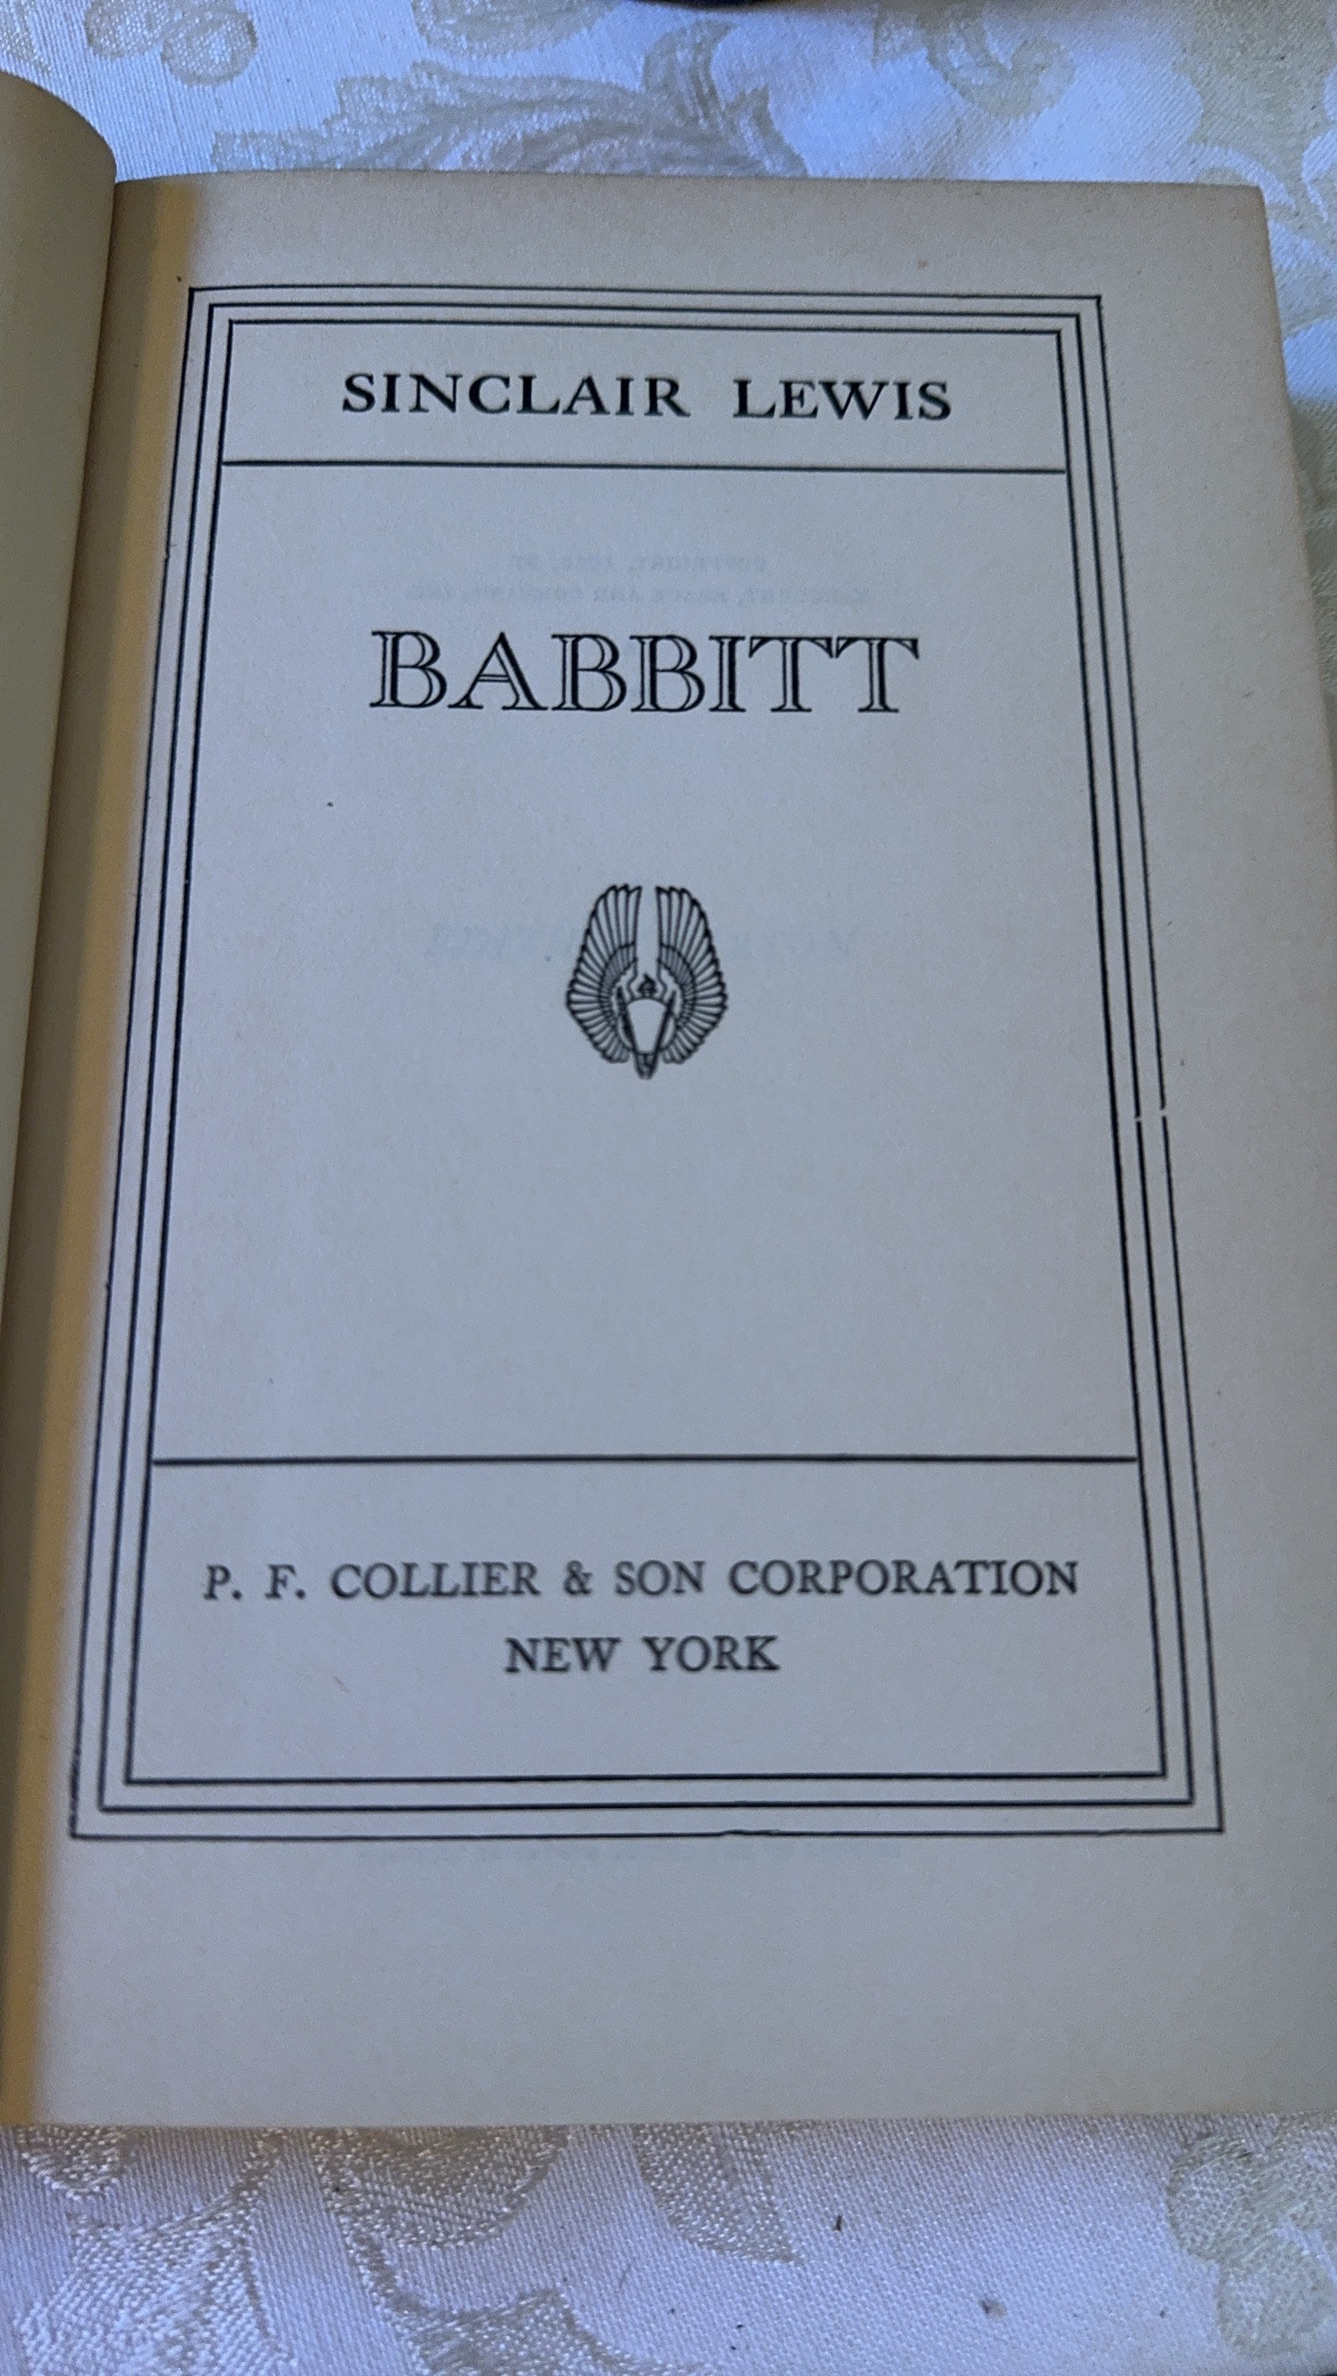 SINCLAIR LEWIS
BABBITT
P. F. COLLIER & SON CORPORATION
NEW YORK